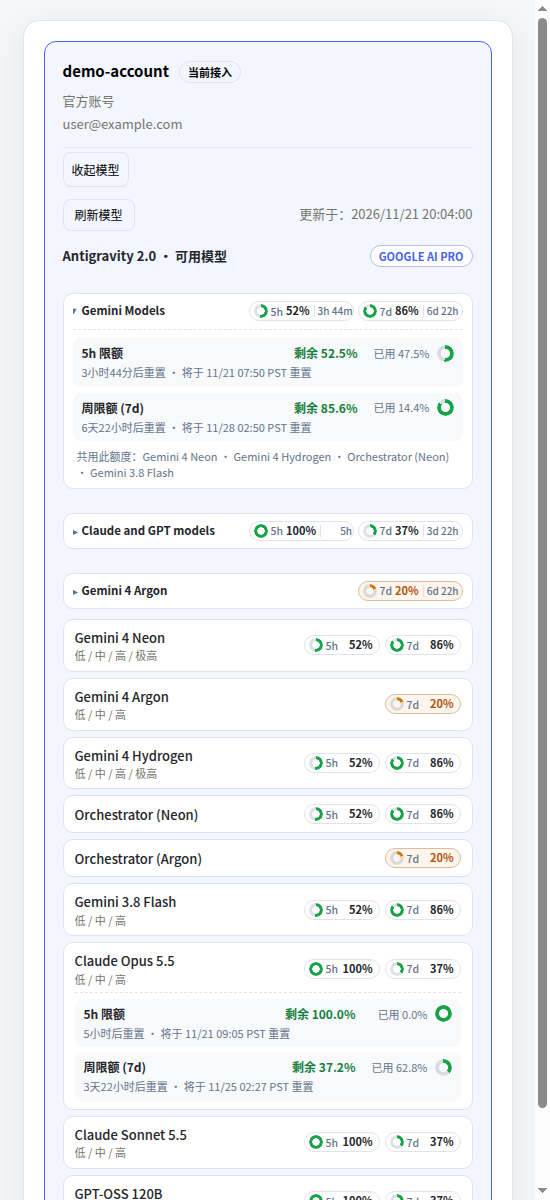 demo-account 当前接入
官方账号
user@example.com
收起模型
刷新模型 更新于：2026/11/21 20:04:00
Antigravity 2.0 · 可用模型 GOOGLE AI PRO
Gemini Models 5h 52% 3h 44m 7d 86% 6d 22h
5h 限额 剩余 52.5% 已用 47.5%
3小时44分后重置 · 将于 11/21 07:50 PST 重置
周限额 (7d) 剩余 85.6% 已用 14.4%
6天22小时后重置 · 将于 11/28 02:50 PST 重置
共用此额度：Gemini 4 Neon · Gemini 4 Hydrogen · Orchestrator (Neon)
· Gemini 3.8 Flash
Claude and GPT models 5h 100% 5h 7d 37% 3d 22h
Gemini 4 Argon 7d 20% 6d 22h
Gemini 4 Neon 5h 52% 7d 86%
低 / 中 / 高 / 极高
Gemini 4 Argon 7d 20%
低 / 中 / 高
Gemini 4 Hydrogen 5h 52% 7d 86%
低 / 中 / 高 / 极高
Orchestrator (Neon) 5h 52% 7d 86%
Orchestrator (Argon) 7d 20%
Gemini 3.8 Flash 5h 52% 7d 86%
低 / 中 / 高
Claude Opus 5.5 5h 100% 7d 37%
低 / 中 / 高
5h 限额 剩余 100.0% 已用 0.0%
5小时后重置 · 将于 11/21 09:05 PST 重置
周限额 (7d) 剩余 37.2% 已用 62.8%
3天22小时后重置 · 将于 11/25 02:27 PST 重置
Claude Sonnet 5.5 5h 100% 7d 37%
低 / 中 / 高
GPT-OSS 120B 5h 100% 7d 37%